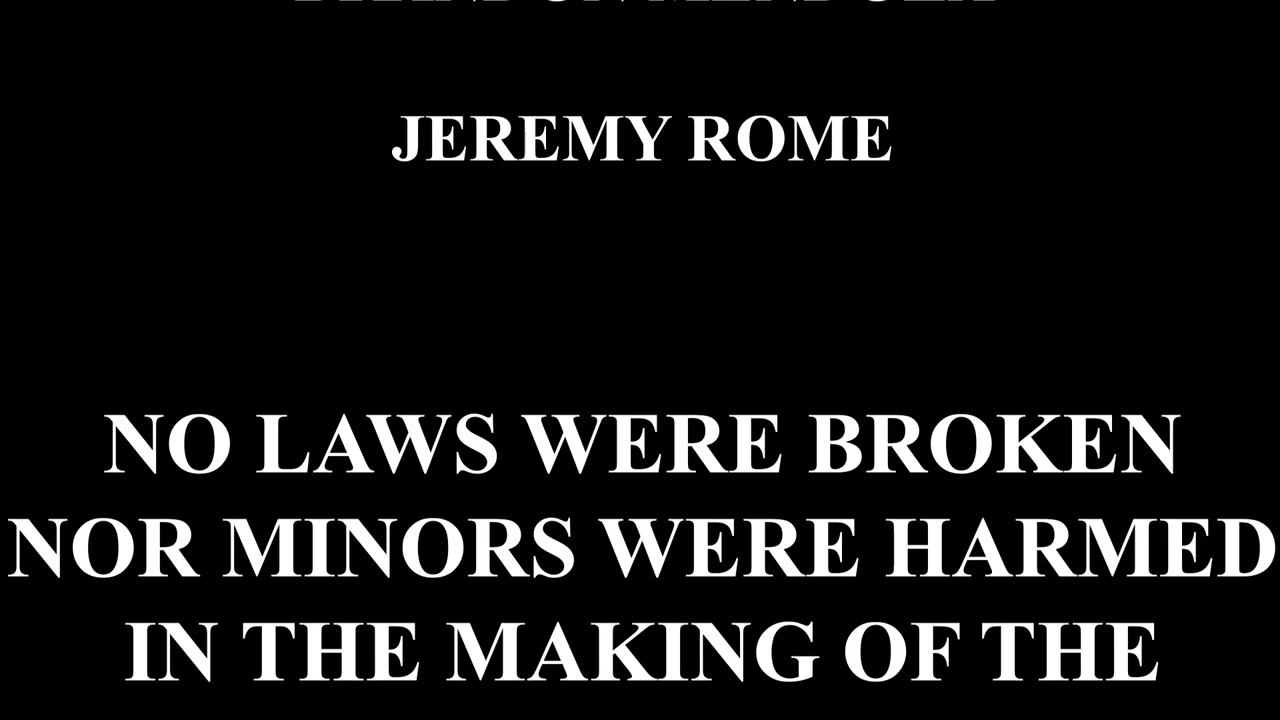 JEREMY ROME
NO LAWS WERE BROKEN
NOR MINORS WERE HARMED
IN THE MAKING OF THE